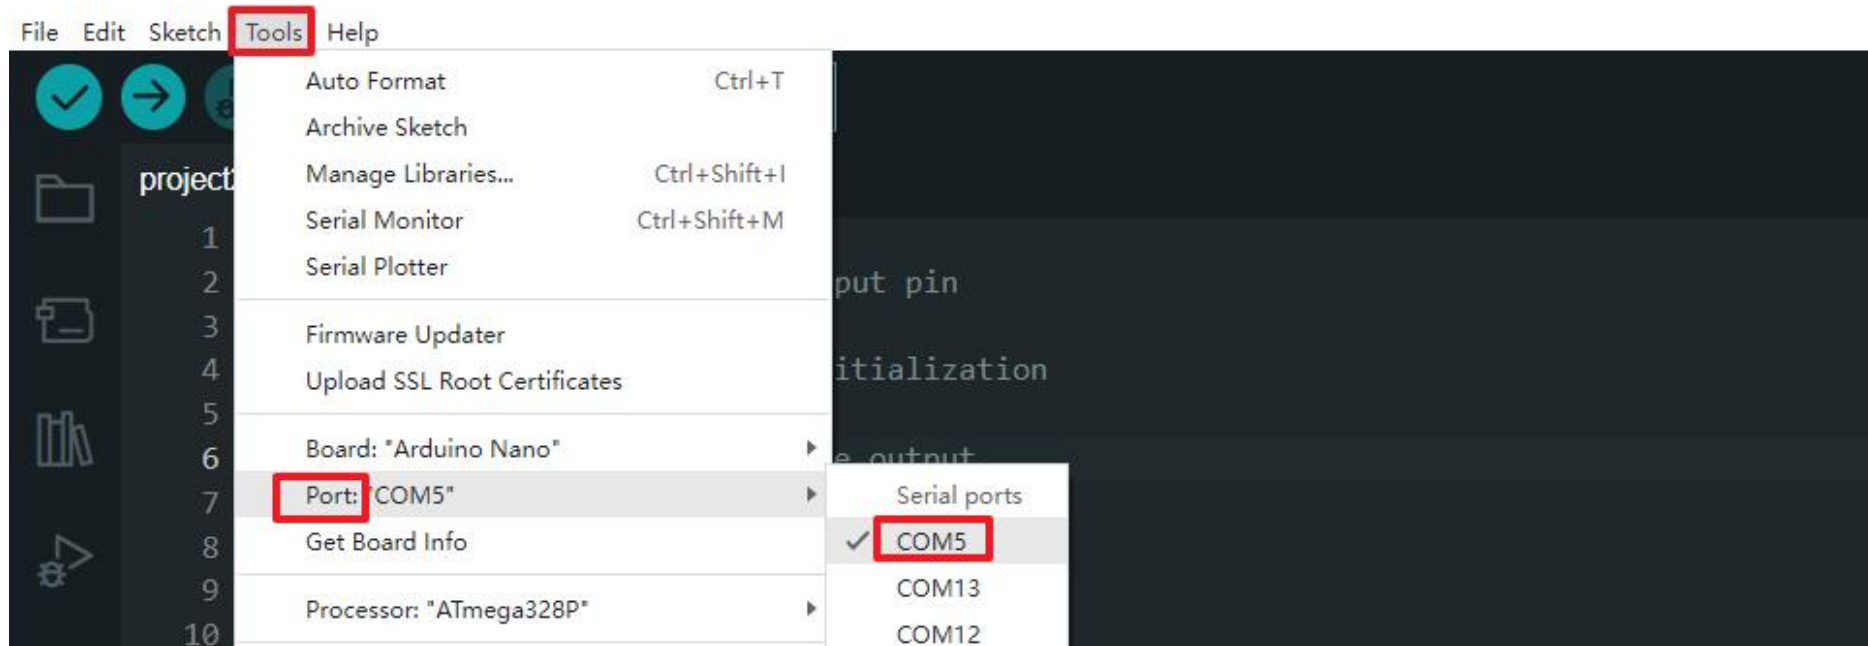 File Edit Sketch Tools Help
Auto Format Ctrl+T
Archive Sketch
project
Manage Libraries... Ctrl+Shift+I
Serial Monitor Ctrl+Shift+M
1
Serial Plotter
2 put pin
3
Firmware Updater
4 itialization
Upload SSL Root Certificates
5
Board: "Arduino Nano"
6 e output
Port: "COM5" Serial ports
7
Get Board Info COM5
8
9 COM13
Processor: "ATmega328P"
10 COM12